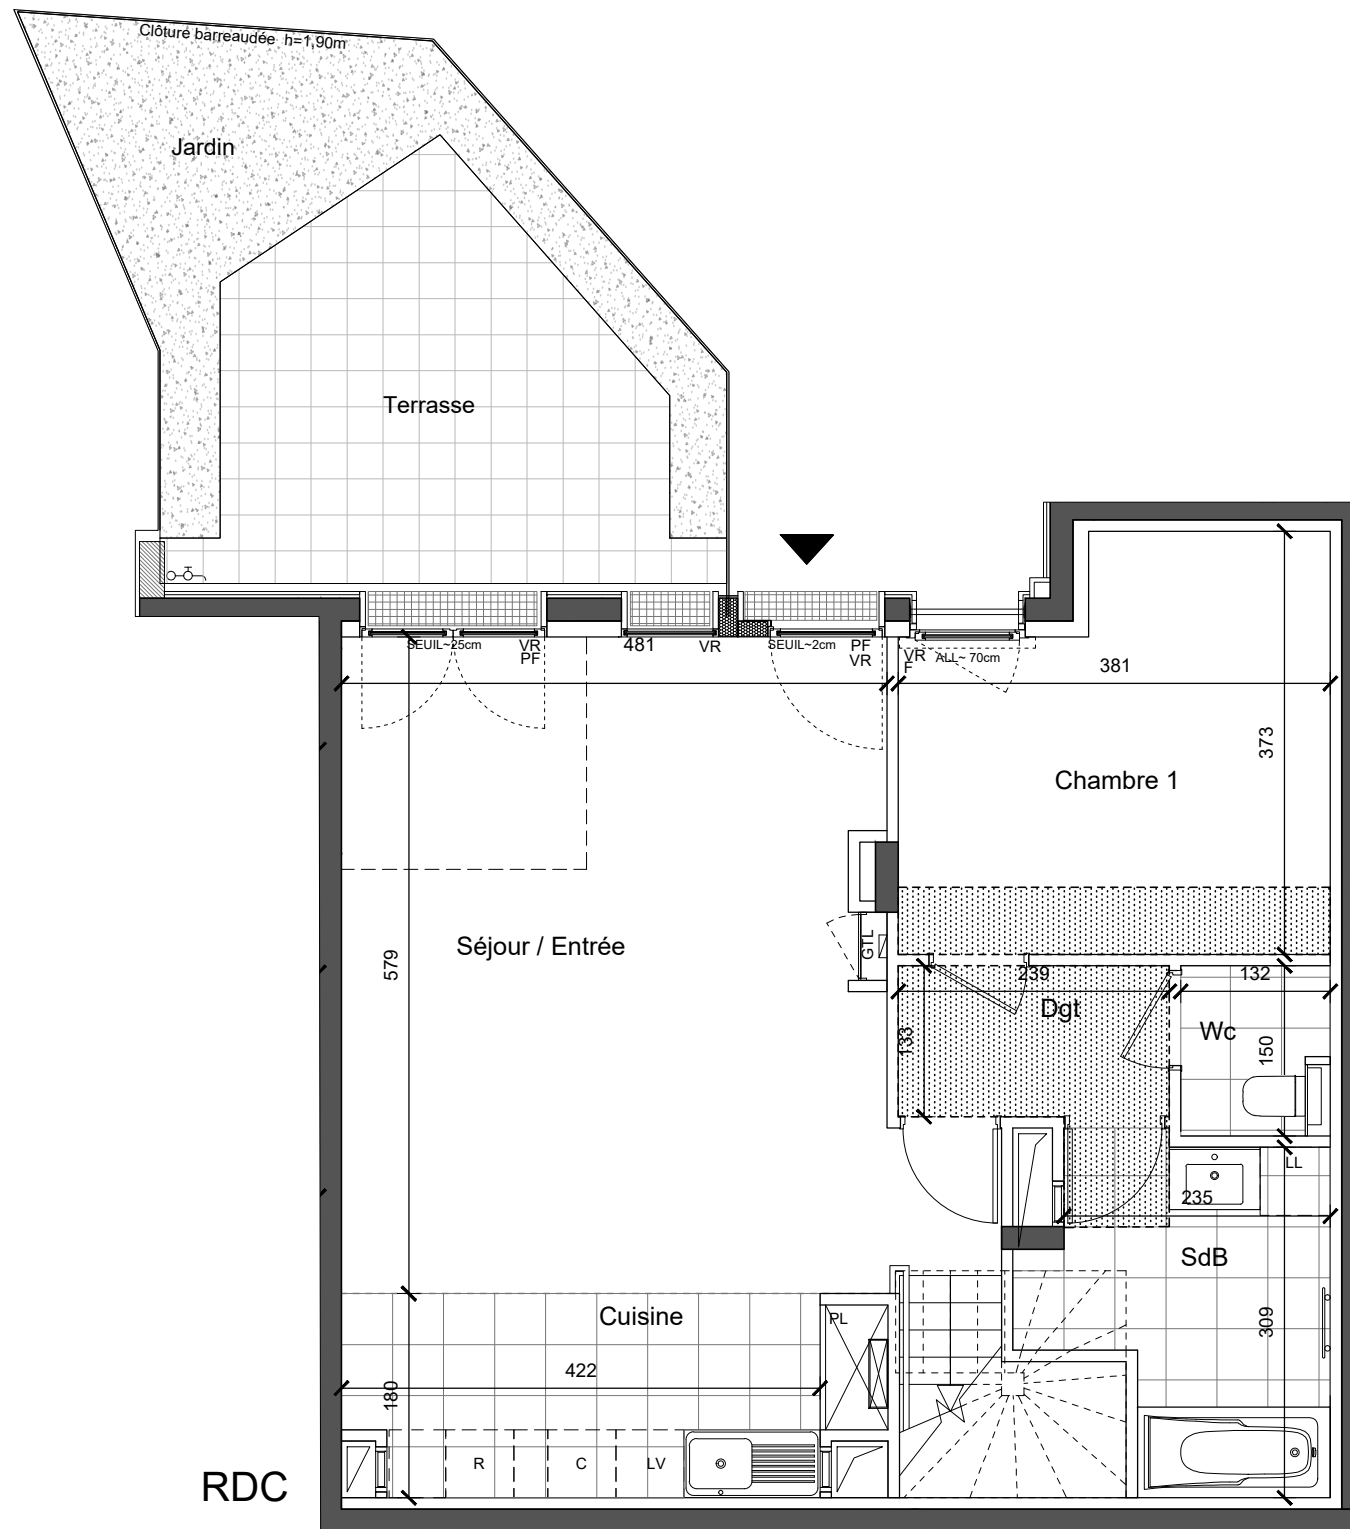 Clôture barreaudée h=1,90m
Jardin
Terrasse
SEUIL~25cm
VR
PF
481
VR
SEUIL~2cm
PF
VR
VR
F
ALL~ 70cm
381
373
Chambre 1
Séjour / Entrée
579
GTL
239
132
Dgt
133
Wc
150
LL
235
SdB
309
Cuisine
PL
422
180
R
C
LV
RDC